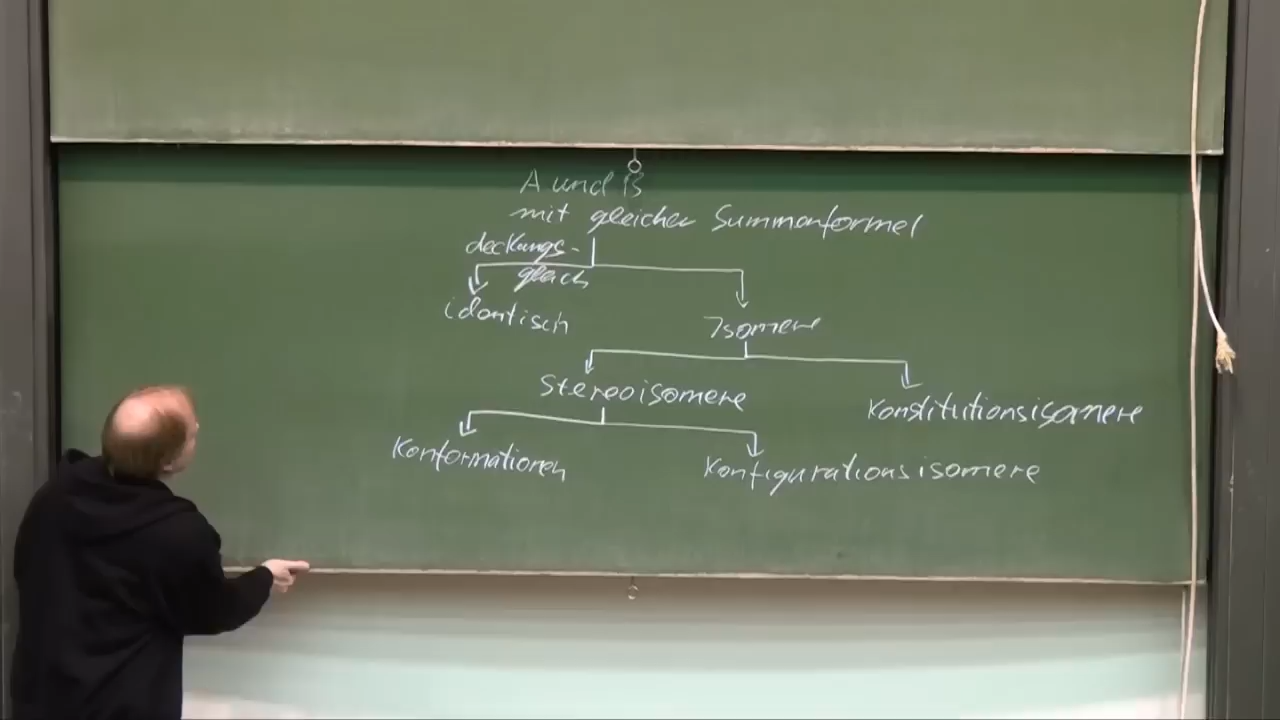 A und B
mit gleicher Summenformel
deckungs-
gleich
identisch
Isomere
Stereoisomere
Konstitutionsisomere
Konformationen
Konfigurationsisomere